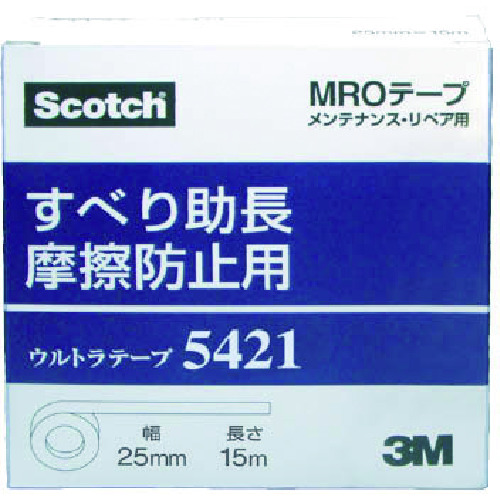 25mm×15m
Scotch
MROテープ
メンテナンス・リペア用
すべり助長
摩擦防止用
ウルトラテープ 5421
幅 長さ
25mm 15m
3M